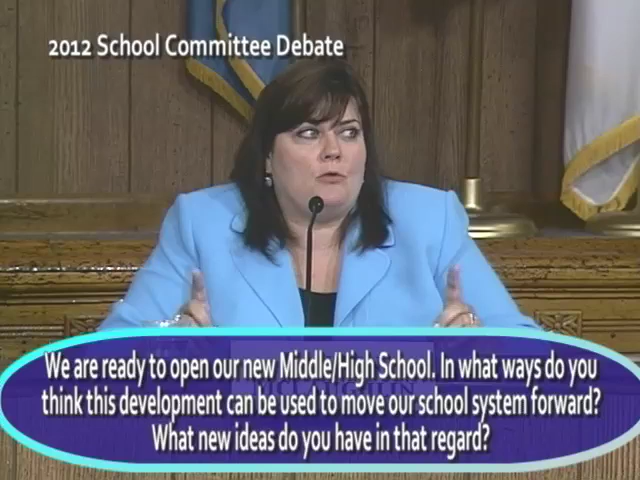 2012 School Committee Debate
We are ready to open our new Middle/High School. In what ways do you
think this development can be used to move our school system forward?
What new ideas do you have in that regard?